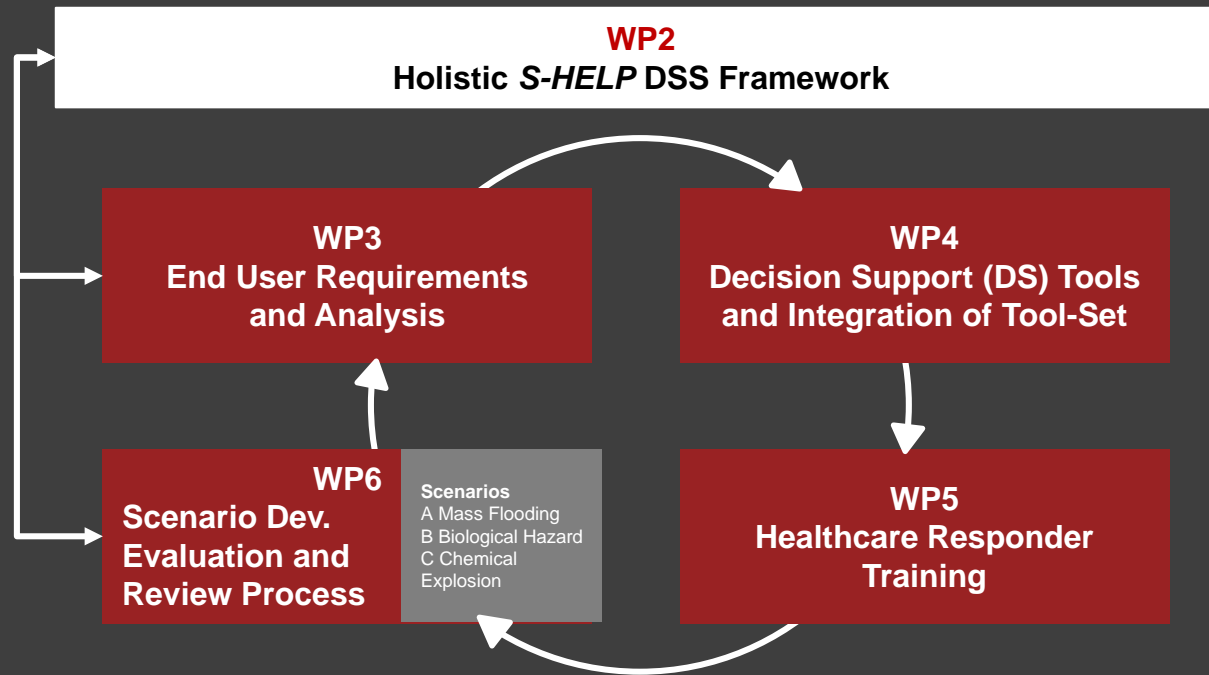 WP2
Holistic S-HELP DSS Framework
WP3
End User Requirements
and Analysis
WP4
Decision Support (DS) Tools
and Integration of Tool-Set
WP6
Scenario Dev.
Evaluation and
Review Process
Scenarios
A Mass Flooding
B Biological Hazard
C Chemical
Explosion
WP5
Healthcare Responder
Training